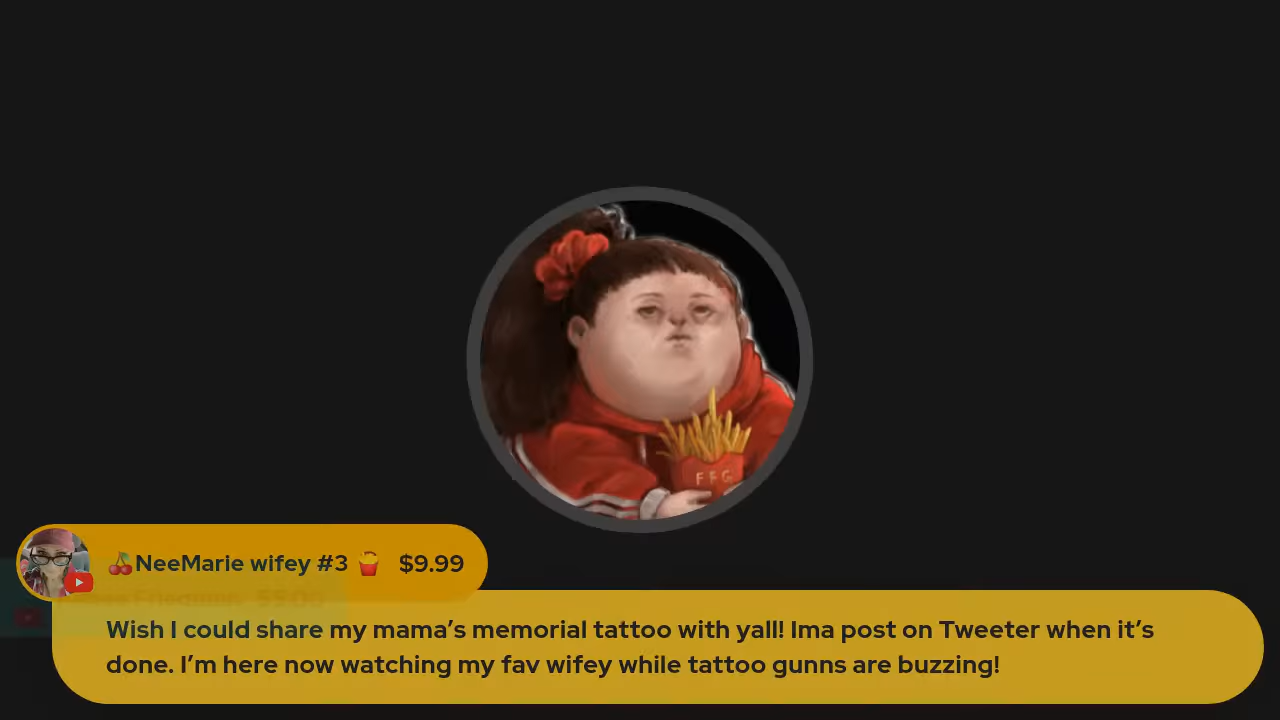 FFG
🍒NeeMarie wifey #3 🍟 $9.99
Wish I could share my mama’s memorial tattoo with yall! Ima post on Tweeter when it’s
done. I’m here now watching my fav wifey while tattoo gunns are buzzing!